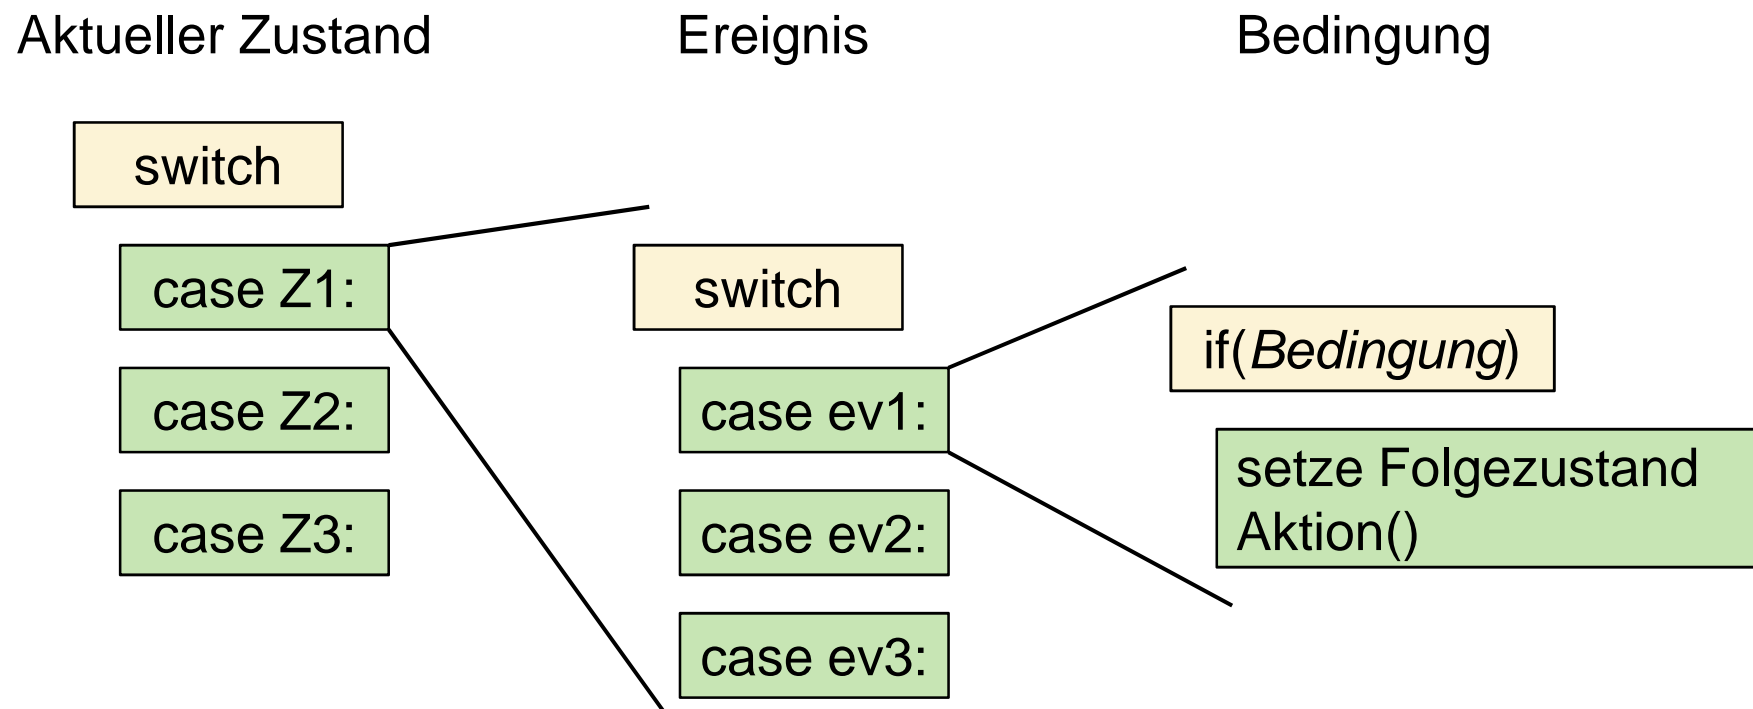 Aktueller Zustand
Ereignis
Bedingung
switch
case Z1:
case Z2:
case Z3:
switch
case ev1:
case ev2:
case ev3:
if(Bedingung)
setze Folgezustand
Aktion()